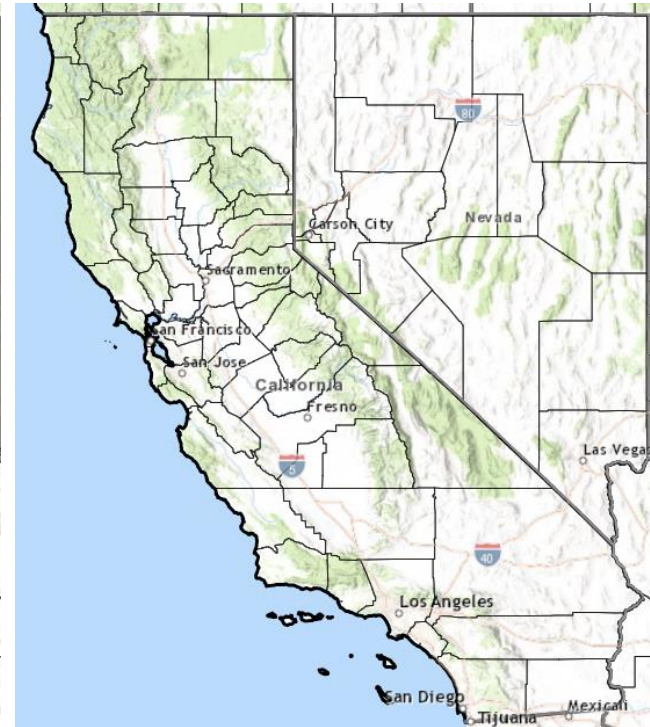 80
Carson City
Nevada
Sacramento
San Francisco
San Jose
California
Fresno
Las Vegas
5
40
Los Angeles
San Diego
Mexicali
Tijuana